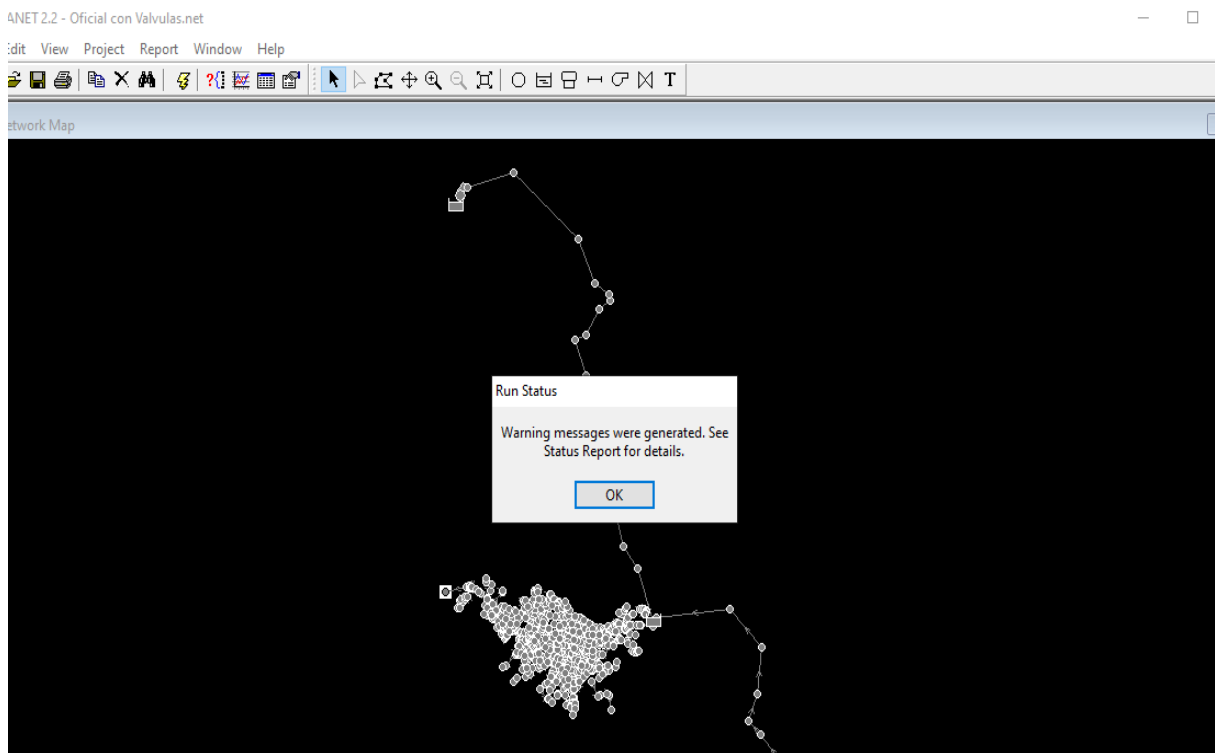 ANET 2.2 - Oficial con Valvulas.net
Edit View Project Report Window Help
T
etwork Map
Run Status
Warning messages were generated. See
Status Report for details.
OK